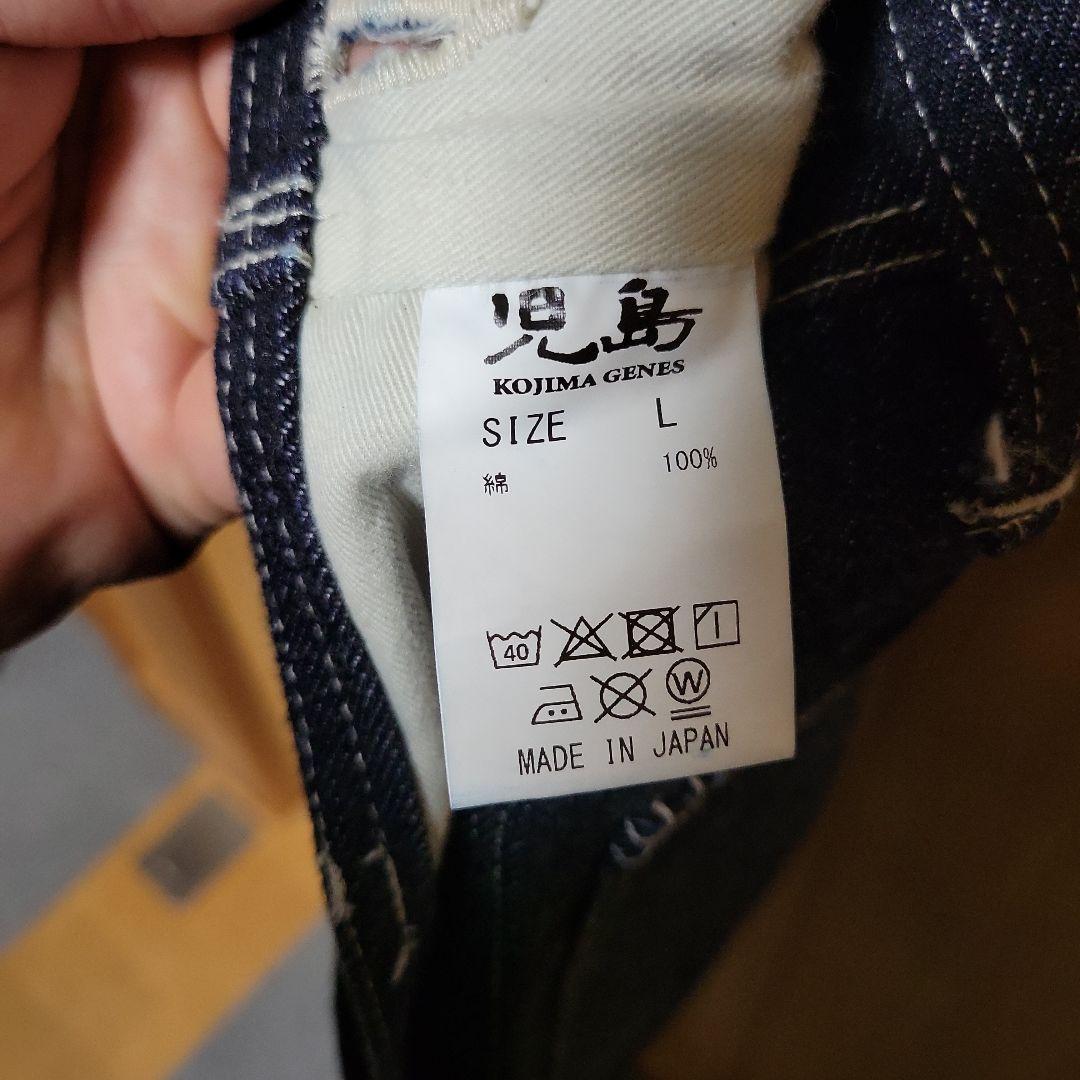 児島
KOJIMA GENES
SIZE L
綿 100%
40
W
MADE IN JAPAN